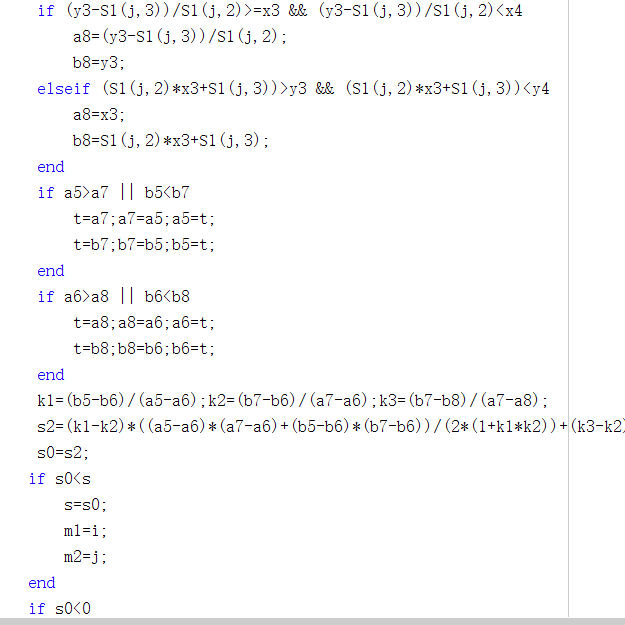 if (y3-S1(j,3))/S1(j,2)>=x3 && (y3-S1(j,3))/S1(j,2)<x4
a8=(y3-S1(j,3))/S1(j,2);
b8=y3;
elseif (S1(j,2)*x3+S1(j,3))>y3 && (S1(j,2)*x3+S1(j,3))<y4
a8=x3;
b8=S1(j,2)*x3+S1(j,3);
end
if a5>a7 || b5<b7
t=a7;a7=a5;a5=t;
t=b7;b7=b5;b5=t;
end
if a6>a8 || b6<b8
t=a8;a8=a6;a6=t;
t=b8;b8=b6;b6=t;
end
k1=(b5-b6)/(a5-a6);k2=(b7-b6)/(a7-a6);k3=(b7-b8)/(a7-a8);
s2=(k1-k2)*((a5-a6)*(a7-a6)+(b5-b6)*(b7-b6))/(2*(1+k1*k2))+(k3-k2)
s0=s2;
if s0<s
s=s0;
m1=i;
m2=j;
end
if s0<0